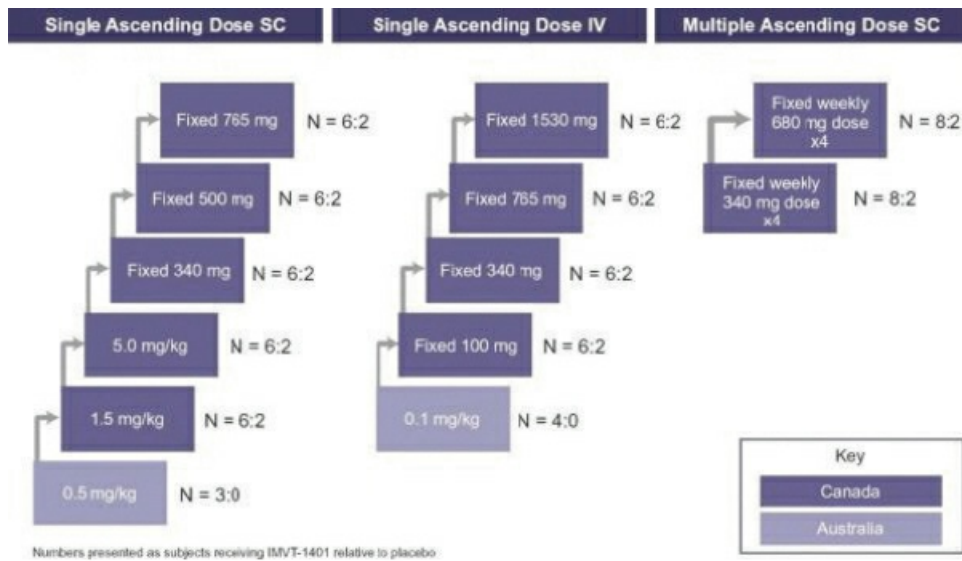 Single Ascending Dose SC
Single Ascending Dose IV
Multiple Ascending Dose SC
Fixed 765 mg
N = 6:2
Fixed 500 mg
N = 6:2
Fixed 340 mg
N = 6:2
5.0 mg/kg
N = 6:2
1.5 mg/kg
N = 6:2
0.5 mg/kg
N = 3:0
Fixed 1530 mg
N = 6:2
Fixed 765 mg
N = 6:2
Fixed 340 mg
N = 6:2
Fixed 100 mg
N = 6:2
0.1 mg/kg
N = 4:0
Fixed weekly
680 mg dose
x4
N = 8:2
Fixed weekly
340 mg dose
x4
N = 8:2
Key
Canada
Australia
Numbers presented as subjects receiving IMVT-1401 relative to placebo